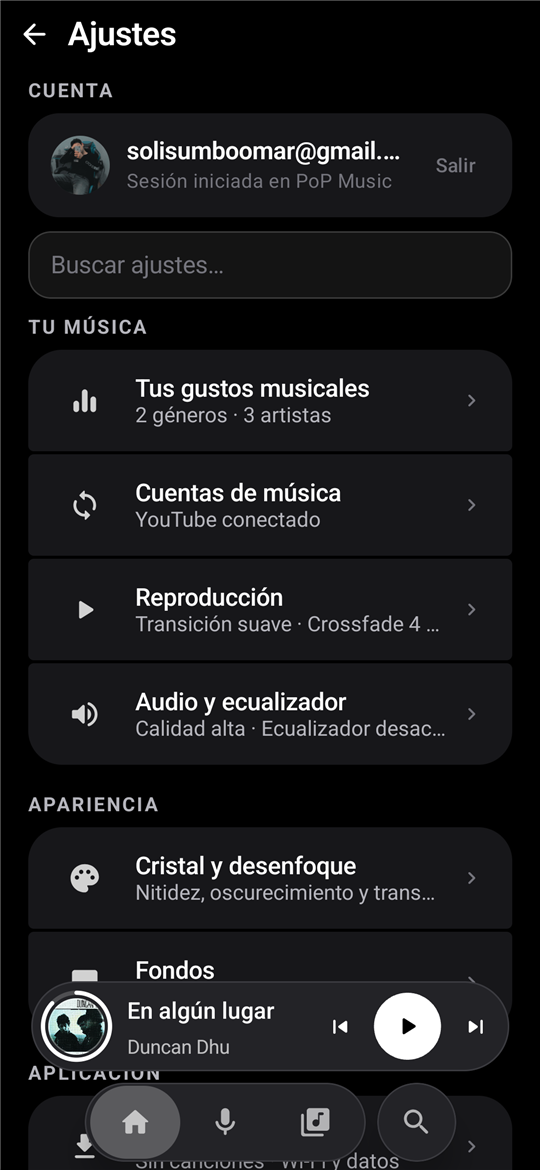 Ajustes
CUENTA
solisumboomar@gmail....
Sesión iniciada en PoP Music
Salir
Buscar ajustes...
TU MÚSICA
Tus gustos musicales
2 géneros · 3 artistas
Cuentas de música
YouTube conectado
Reproducción
Transición suave · Crossfade 4 ...
Audio y ecualizador
Calidad alta · Ecualizador desac...
APARIENCIA
Cristal y desenfoque
Nitidez, oscurecimiento y trans...
Fondos
En algún lugar
Duncan Dhu
APLICACIÓN
Sin canciones · Wi-Fi y datos